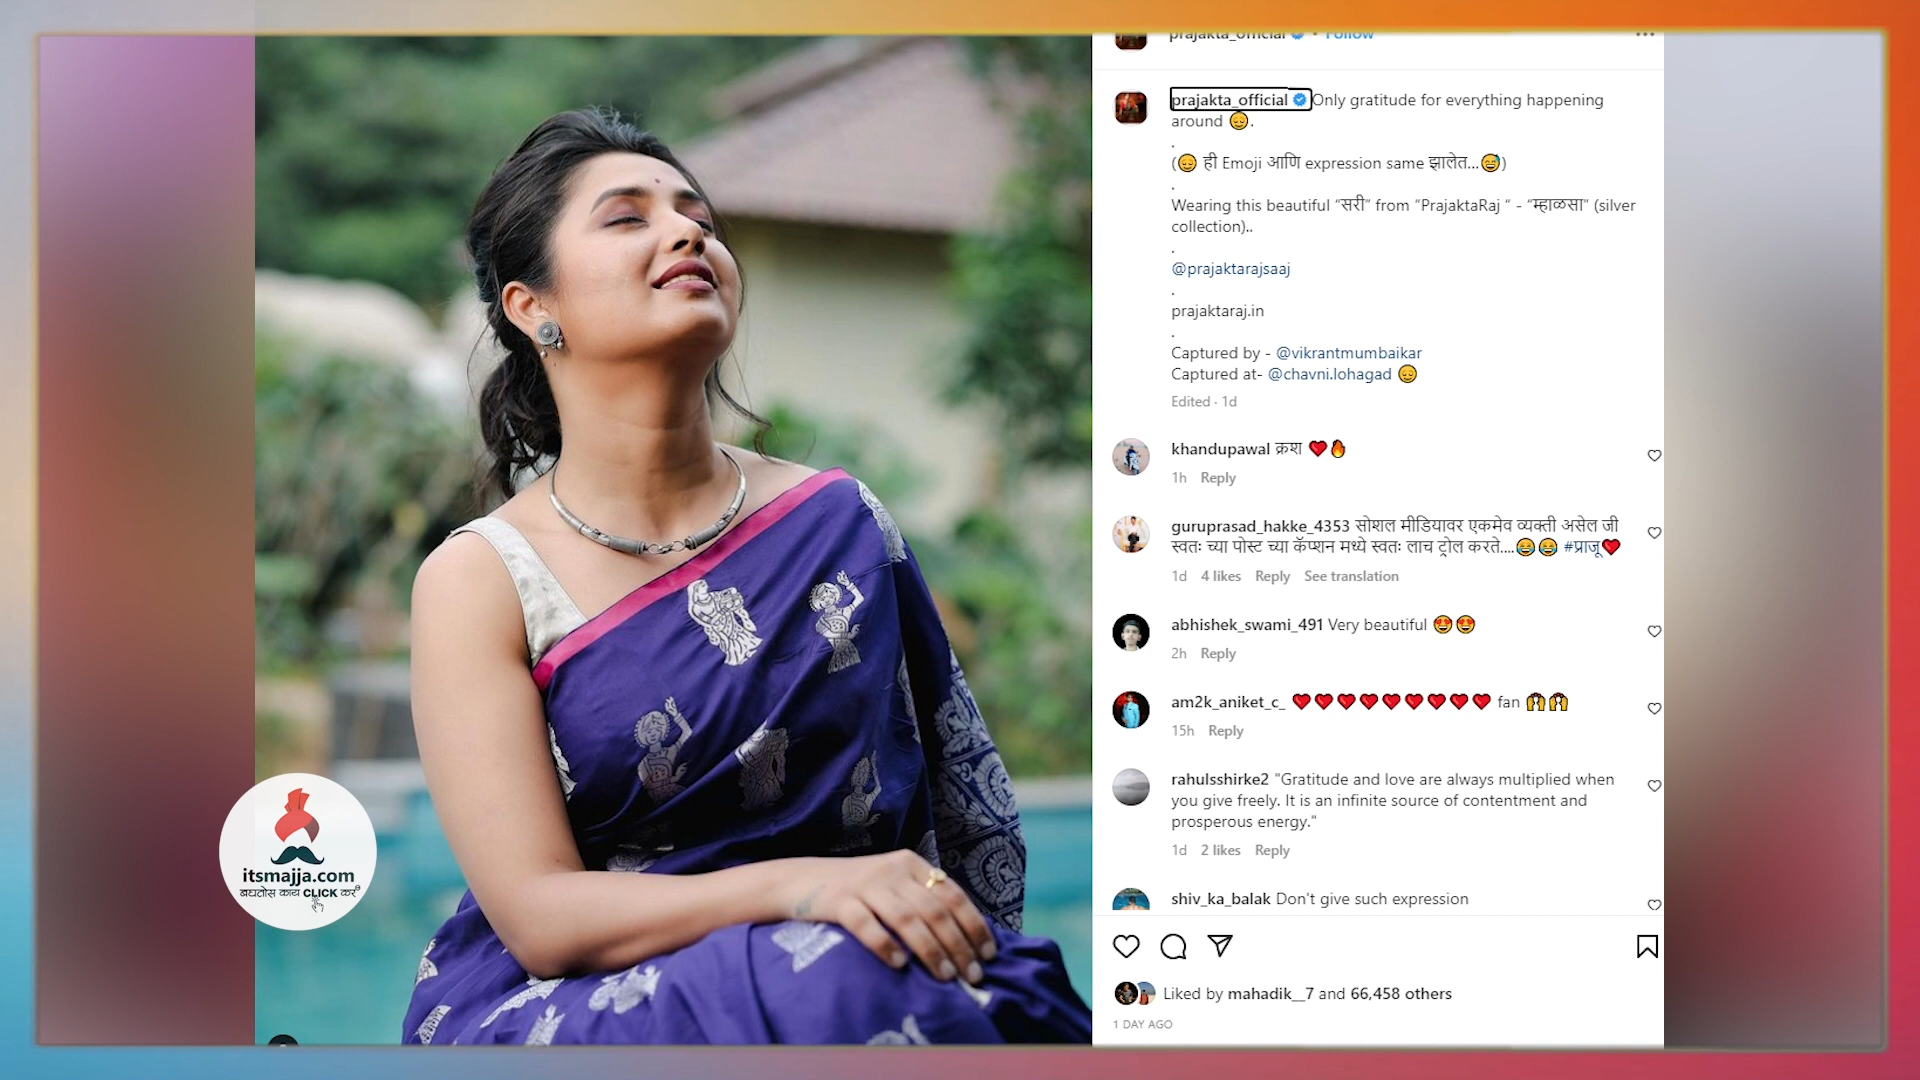 prajakta_official • Follow
prajakta_official Only gratitude for everything happening
around 😌.
.
(😌 ही Emoji आणि expression same झालेत...😅)
.
Wearing this beautiful “सरी” from “PrajaktaRaj “ - “म्हाळसा” (silver
collection)..
.
@prajaktarajsaaj
.
prajaktaraj.in
.
Captured by - @vikrantmumbaikar
Captured at- @chavni.lohagad 😌
Edited · 1d
khandupawal क्रश ❤️🔥
1h Reply
guruprasad_hakke_4353 सोशल मीडियावर एकमेव व्यक्ती असेल जी
स्वतः च्या पोस्ट च्या कॅप्शन मध्ये स्वतः लाच ट्रोल करते....😂😂 #प्राजू❤️
1d 4 likes Reply See translation
abhishek_swami_491 Very beautiful 😍😍
2h Reply
am2k_aniket_c_ ❤️❤️❤️❤️❤️❤️❤️❤️❤️ fan 🙌🙌
15h Reply
rahulsshirke2 "Gratitude and love are always multiplied when
you give freely. It is an infinite source of contentment and
prosperous energy."
1d 2 likes Reply
shiv_ka_balak Don't give such expression
Liked by mahadik__7 and 66,458 others
1 DAY AGO
itsmajja.com
बघतोस काय CLICK कर